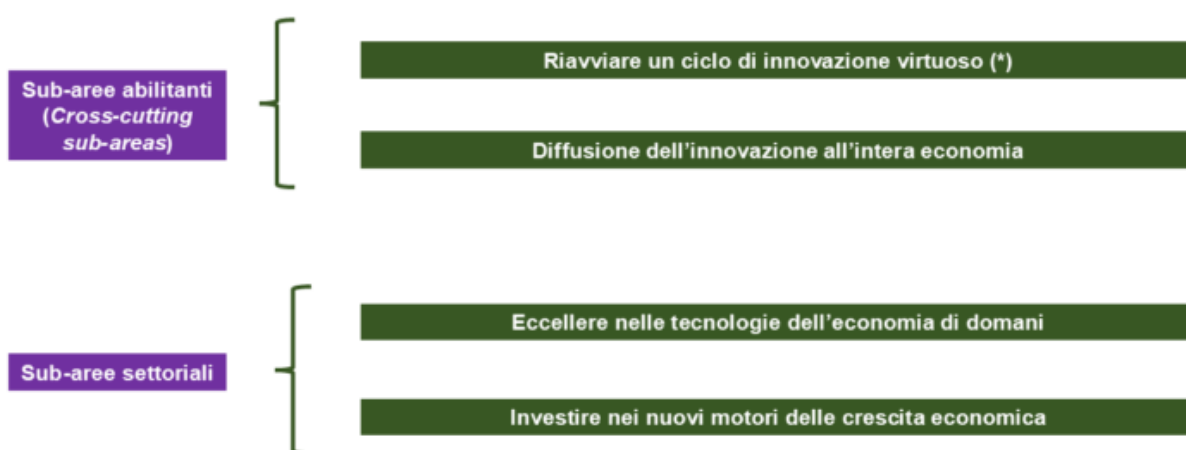 Sub-aree abilitanti
(Cross-cutting
sub-areas)
Riavviare un ciclo di innovazione virtuoso (*)
Diffusione dell'innovazione all'intera economia
Sub-aree settoriali
Eccellere nelle tecnologie dell'economia di domani
Investire nei nuovi motori delle crescita economica